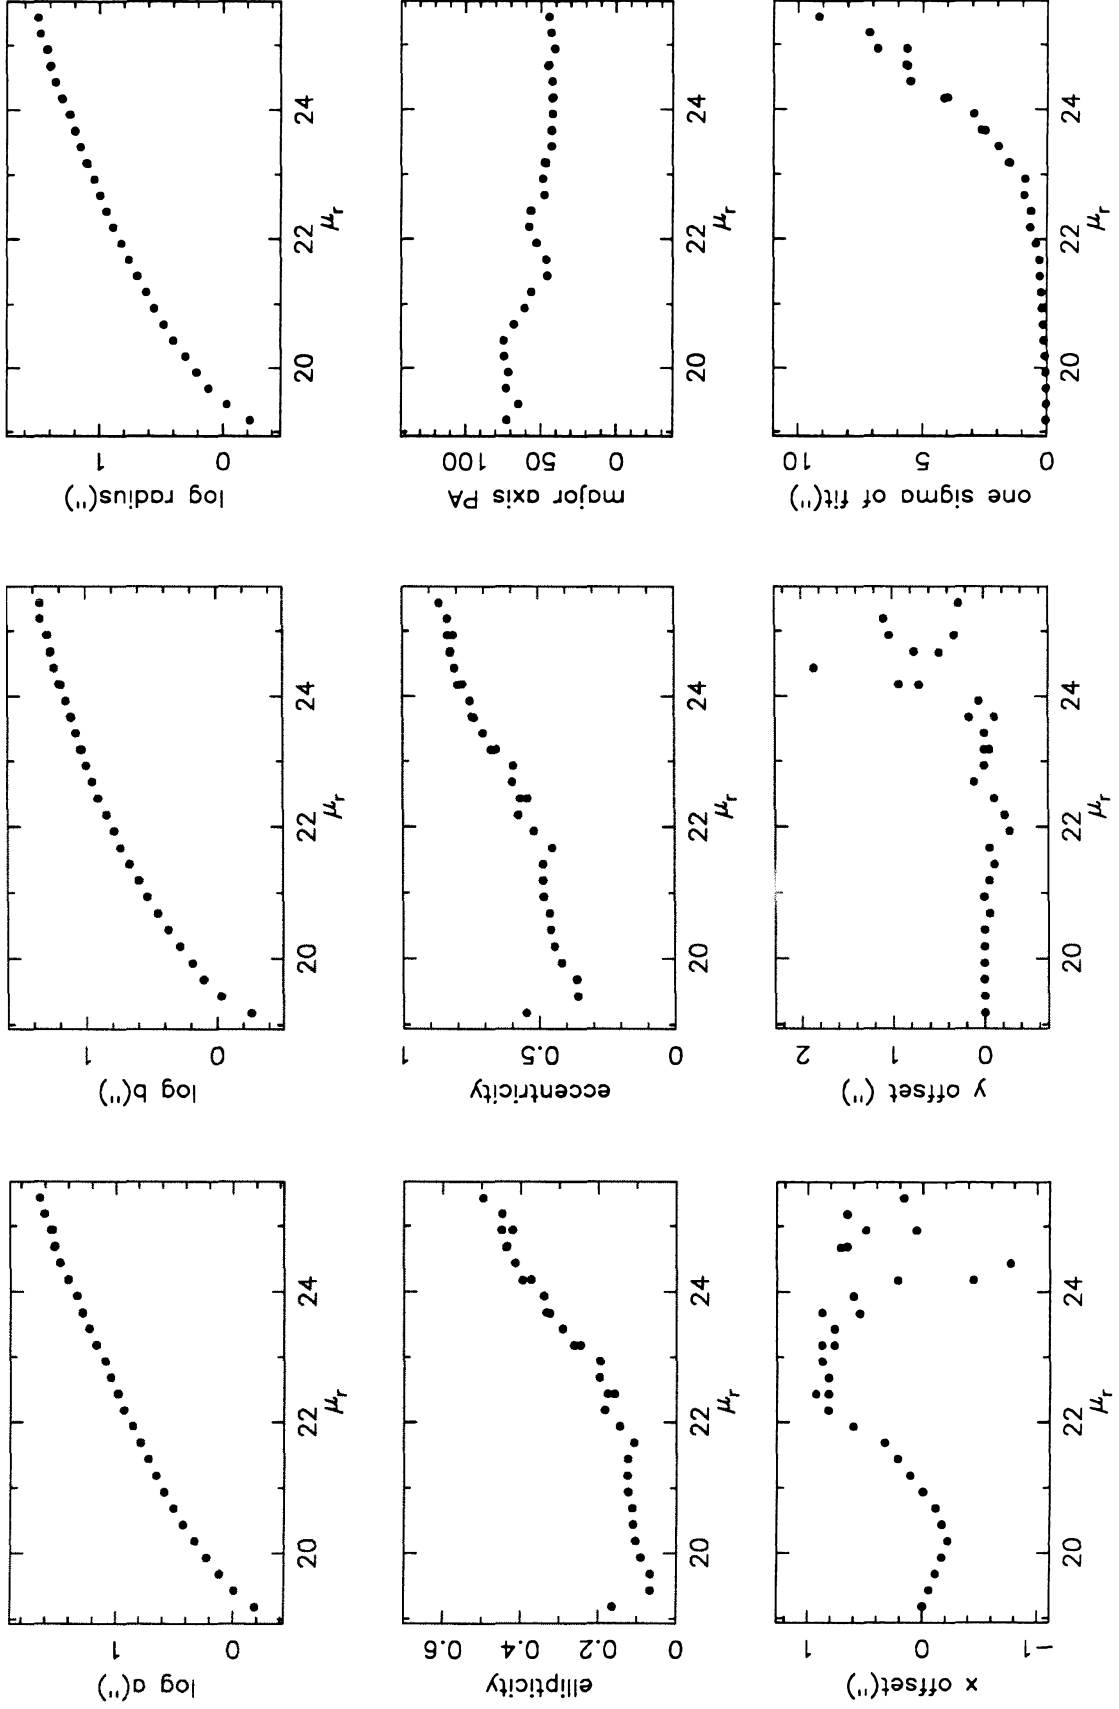 log a(")
1
0
20
22
24
μr
log b(")
1
0
20
22
24
μr
log radius(")
1
0
20
22
24
μr
ellipticity
0.6
0.4
0.2
0
20
22
24
μr
eccentricity
1
0.5
0
20
22
24
μr
major axis PA
100
50
0
20
22
24
μr
x offset(")
1
0
-1
20
22
24
μr
y offset (")
2
1
0
20
22
24
μr
one sigma of fit(")
10
5
0
20
22
24
μr